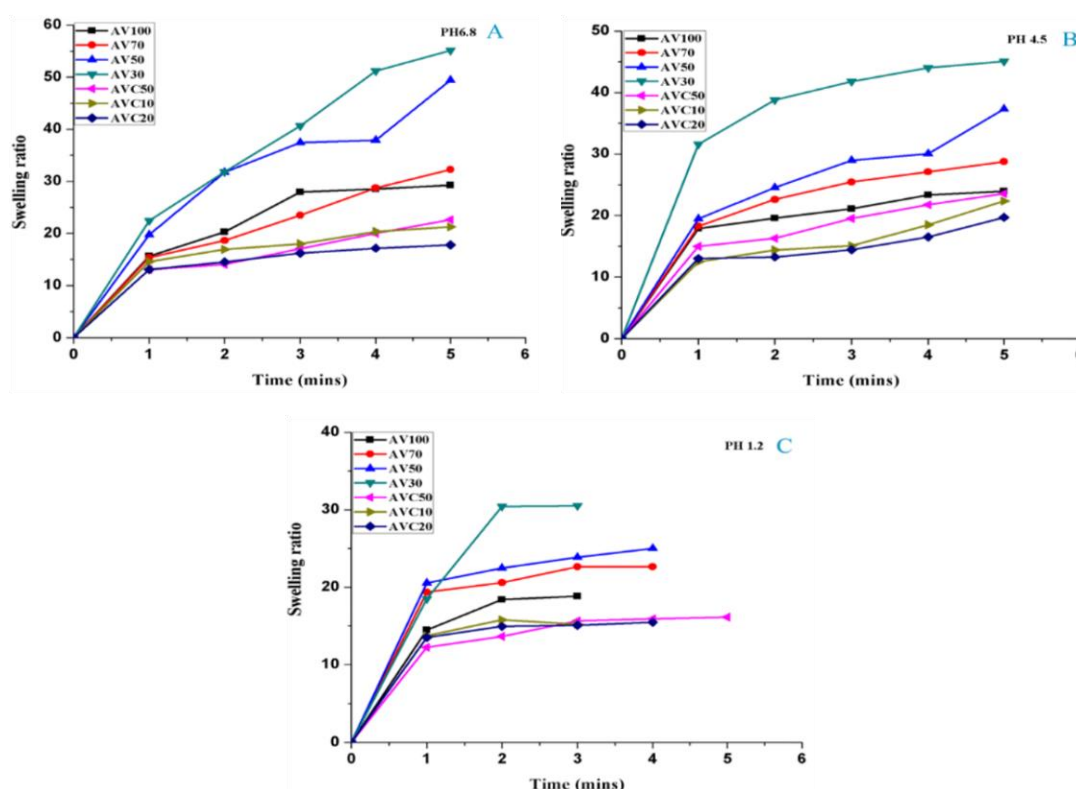 PH6.8 A
AV100
AV70
AV50
AV30
AVC50
AVC10
AVC20
60
50
40
30
20
10
0
Swelling ratio
0 1 2 3 4 5 6
Time (mins)
PH 4.5 B
AV100
AV70
AV50
AV30
AVC50
AVC10
AVC20
50
40
30
20
10
0
Swelling ratio
0 1 2 3 4 5
Time (mins)
PH 1.2 C
AV100
AV70
AV50
AV30
AVC50
AVC10
AVC20
40
30
20
10
0
Swelling ratio
0 1 2 3 4 5 6
Time (mins)